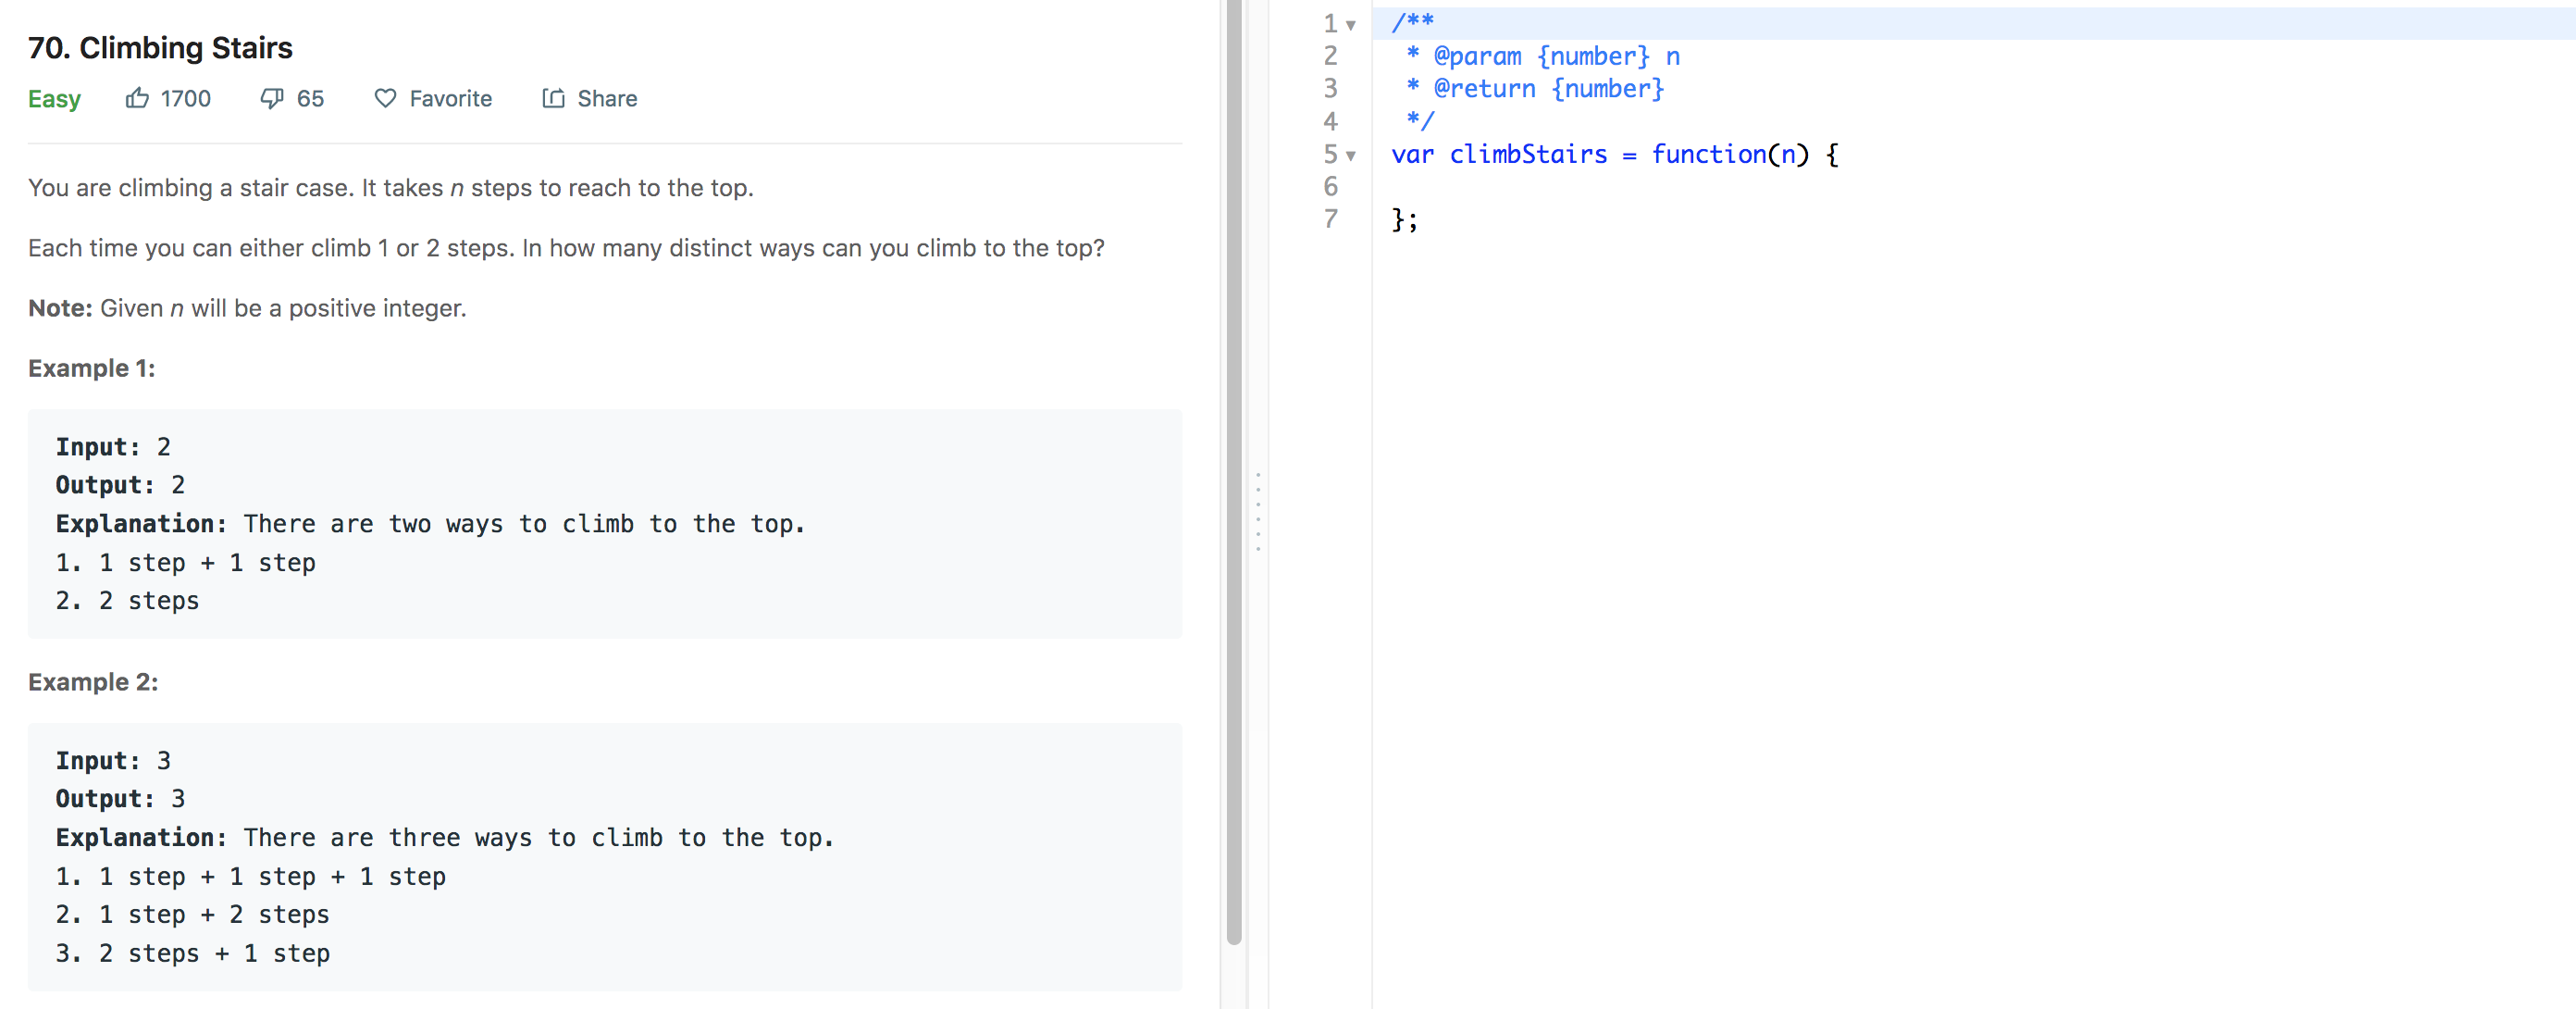 70. Climbing Stairs
Easy 1700 65 Favorite Share
You are climbing a stair case. It takes n steps to reach to the top.
Each time you can either climb 1 or 2 steps. In how many distinct ways can you climb to the top?
Note: Given n will be a positive integer.
Example 1:
Input: 2
Output: 2
Explanation: There are two ways to climb to the top.
1. 1 step + 1 step
2. 2 steps
Example 2:
Input: 3
Output: 3
Explanation: There are three ways to climb to the top.
1. 1 step + 1 step + 1 step
2. 1 step + 2 steps
3. 2 steps + 1 step
1 /**
2  * @param {number} n
3  * @return {number}
4  */
5 var climbStairs = function(n) {
6
7 };